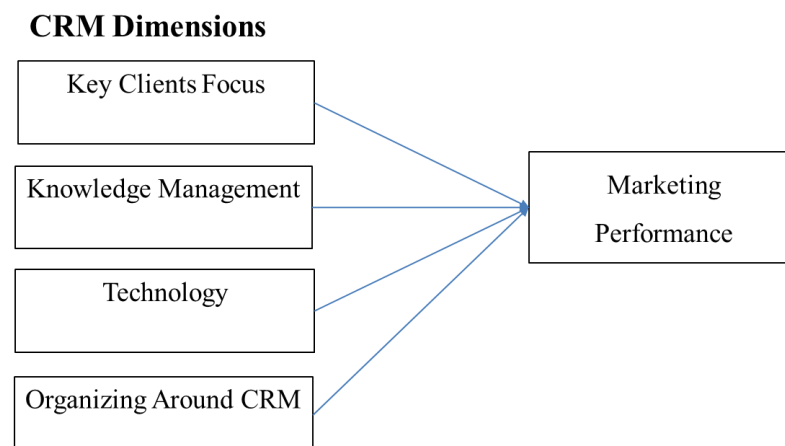 CRM Dimensions
Key Clients Focus
Knowledge Management
Technology
Organizing Around CRM
Marketing
Performance